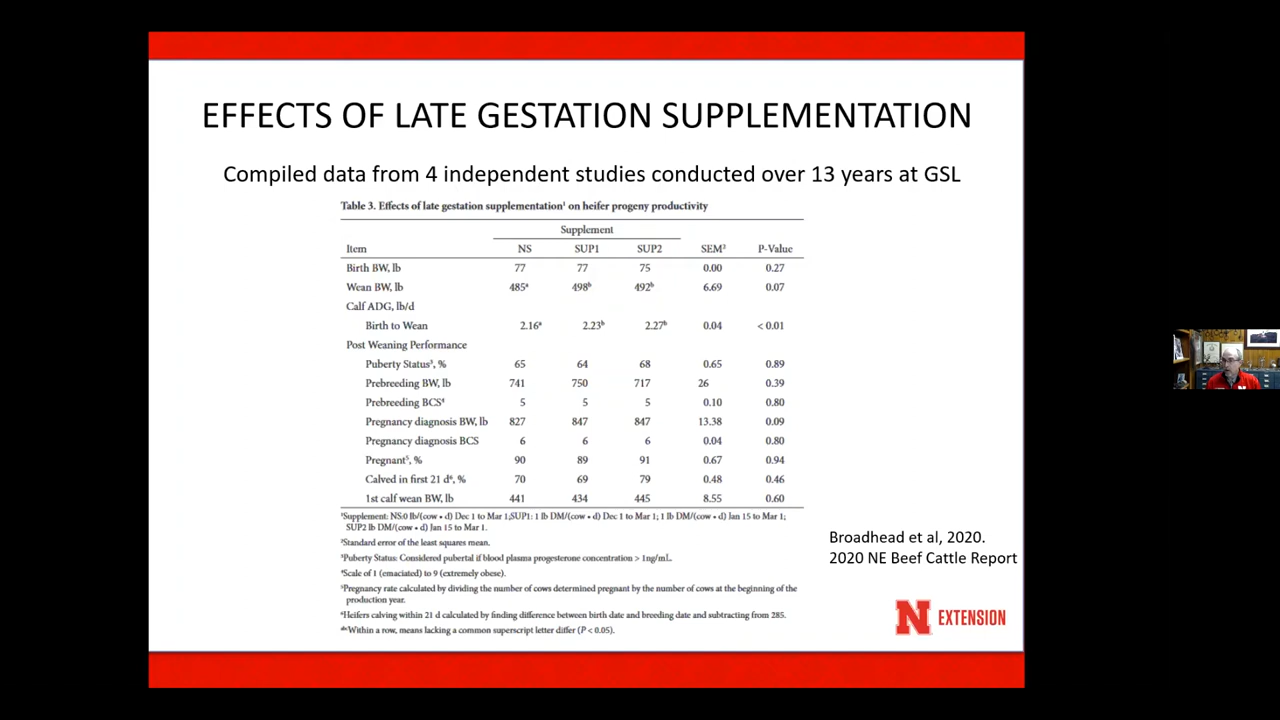 EFFECTS OF LATE GESTATION SUPPLEMENTATION
Compiled data from 4 independent studies conducted over 13 years at GSL
Table 3. Effects of late gestation supplementation¹ on heifer progeny productivity
Supplement
Item NS SUP1 SUP2 SEM² P-Value
Birth BW, lb 77 77 75 0.00 0.27
Wean BW, lb 485ᵃ 498ᵇ 492ᵇ 6.69 0.07
Calf ADG, lb/d
Birth to Wean 2.16ᵃ 2.23ᵇ 2.27ᵇ 0.04 < 0.01
Post Weaning Performance
Puberty Status³, % 65 64 68 0.65 0.89
Prebreeding BW, lb 741 750 717 26 0.39
Prebreeding BCS⁴ 5 5 5 0.10 0.80
Pregnancy diagnosis BW, lb 827 847 847 13.38 0.09
Pregnancy diagnosis BCS 6 6 6 0.04 0.80
Pregnant⁵, % 90 89 91 0.67 0.94
Calved in first 21 d⁶, % 70 69 79 0.48 0.46
1st calf wean BW, lb 441 434 445 8.55 0.60
¹Supplement: NS:0 lb/(cow • d) Dec 1 to Mar 1;SUP1: 1 lb DM/(cow • d) Dec 1 to Mar 1; 1 lb DM/(cow • d) Jan 15 to Mar 1;
SUP2 lb DM/(cow • d) Jan 15 to Mar 1.
²Standard error of the least squares mean.
³Puberty Status: Considered pubertal if blood plasma progesterone concentration > 1ng/mL.
⁴Scale of 1 (emaciated) to 9 (extremely obese).
⁵Pregnancy rate calculated by dividing the number of cows determined pregnant by the number of cows at the beginning of the
production year.
⁶Heifers calving within 21 d calculated by finding difference between birth date and breeding date and subtracting from 285.
ᵃᵇᶜWithin a row, means lacking a common superscript letter differ (P < 0.05).
Broadhead et al, 2020.
2020 NE Beef Cattle Report
N EXTENSION